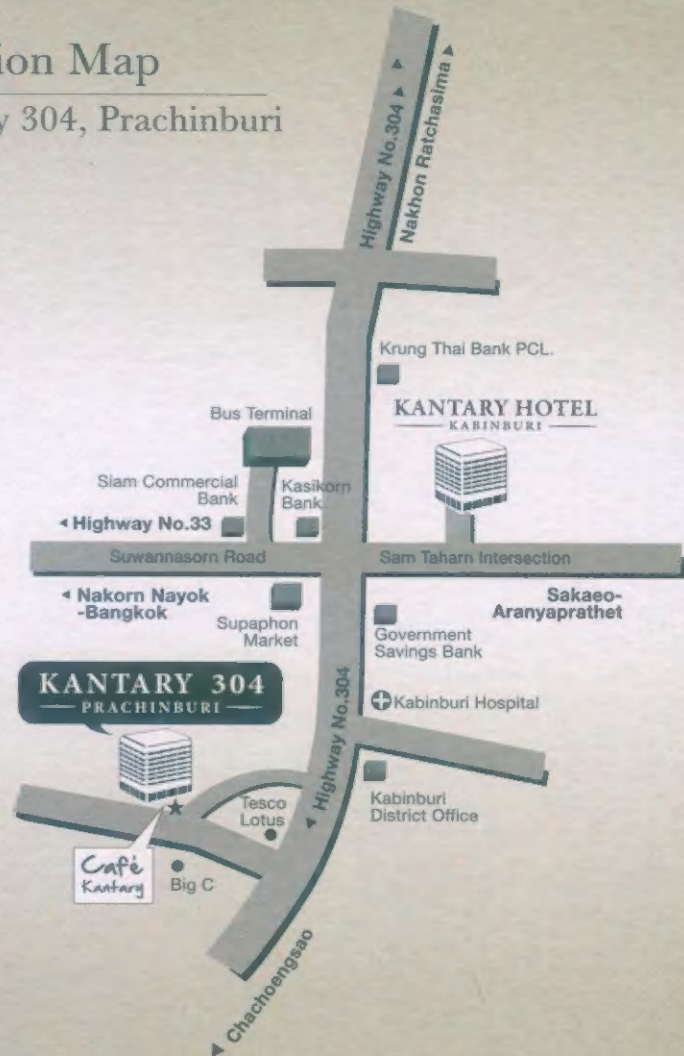 ion Map
304, Prachinburi
Highway No.304
Nakhon Ratchasima
Krung Thai Bank PCL.
KANTARY HOTEL
KABINBURI
Bus Terminal
Siam Commercial
Bank
Kasikorn
Bank
Highway No.33
Suwannasorn Road
Sam Taharn Intersection
Nakorn Nayok
-Bangkok
Supaphon
Market
Government
Savings Bank
Sakaeo-
Aranyaprathet
KANTARY 304
PRACHINBURI
Highway No.304
Kabinburi Hospital
Tesco
Lotus
Kabinburi
District Office
Café
Kantary
Big C
Chachoengsao